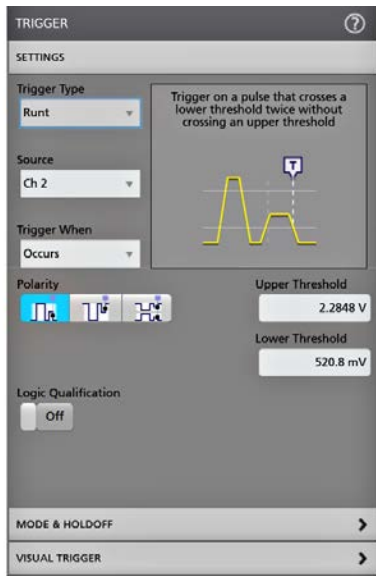 TRIGGER
?
SETTINGS
Trigger Type
Runt
Trigger on a pulse that crosses a
lower threshold twice without
crossing an upper threshold
T
Source
Ch 2
Trigger When
Occurs
Polarity
Upper Threshold
2.2848 V
Lower Threshold
520.8 mV
Logic Qualification
Off
MODE & HOLDOFF
VISUAL TRIGGER